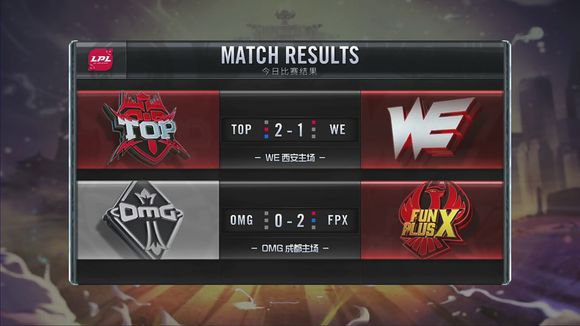 LPL
MATCH RESULTS
今日比赛结果
TOP
TOP 2 - 1 WE
WE
– WE 西安主场 –
OMG
OMG 0 - 2 FPX
FUN PLUS X
– OMG 成都主场 –